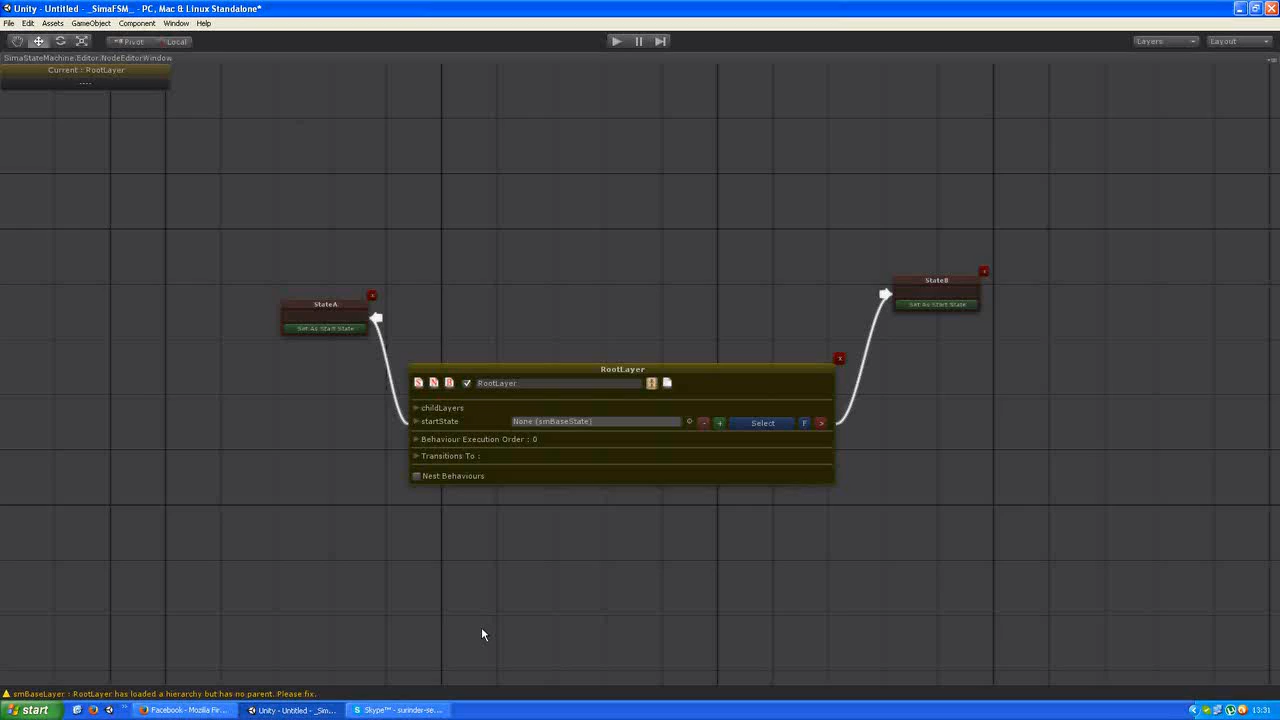 Unity - Untitled - _SimaFSM_ - PC, Mac & Linux Standalone*
File Edit Assets GameObject Component Window Help
Pivot Local Layers Layout
SimaStateMachine.Editor.NodeEditorWindow
Current : RootLayer
----
StateB
Set As Start State
StateA
Set As Start State
RootLayer
RootLayer
childLayers
startState None (smBaseState) - + Select F >
Behaviour Execution Order : 0
Transitions To :
Nest Behaviours
smBaseLayer : RootLayer has loaded a hierarchy but has no parent. Please fix.
start Facebook - Mozilla Fir... Unity - Untitled - _Sim... Skype™ - surinder-se... 13:31